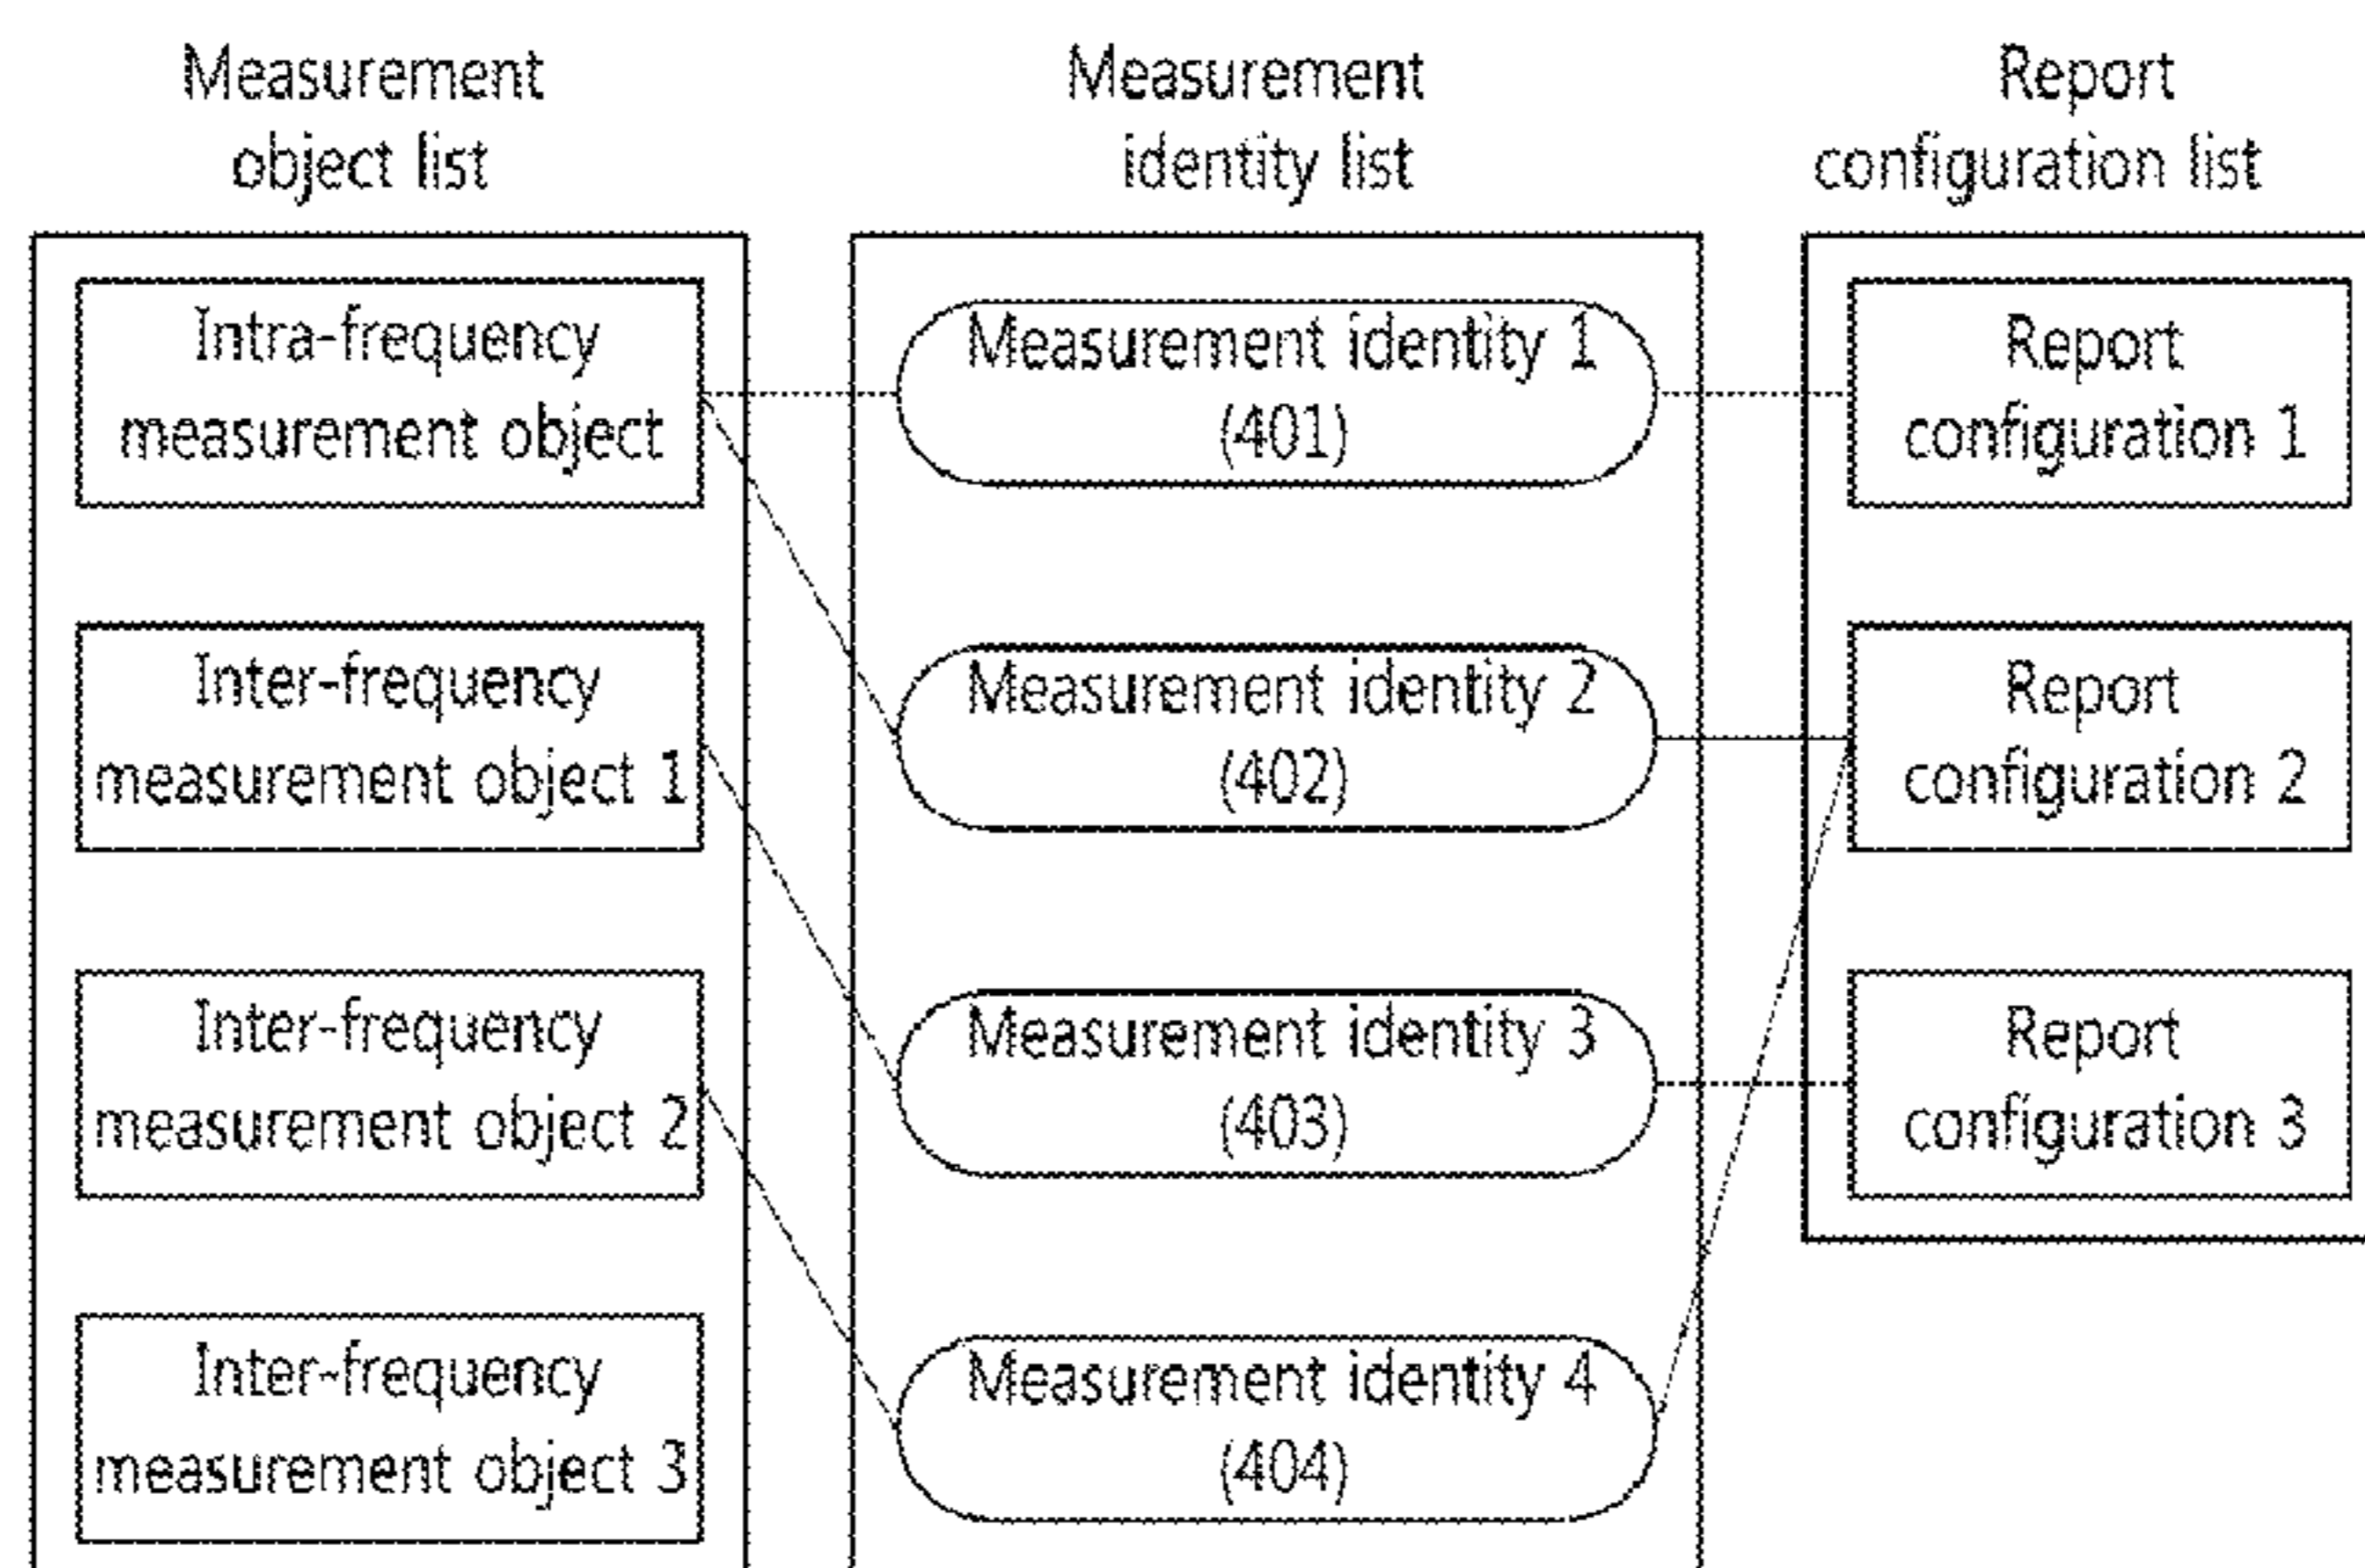 Measurement
object list
Measurement
identity list
Report
configuration list
Intra-frequency
measurement object
Measurement identity 1
(401)
Report
configuration 1
Inter-frequency
measurement object 1
Measurement identity 2
(402)
Report
configuration 2
Inter-frequency
measurement object 2
Measurement identity 3
(403)
Report
configuration 3
Inter-frequency
measurement object 3
Measurement identity 4
(404)